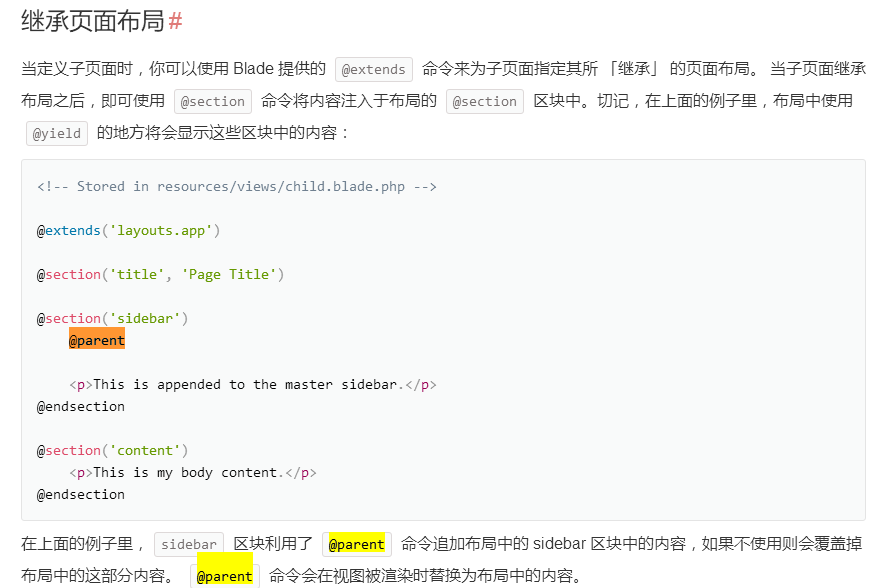 继承页面布局#
当定义子页面时，你可以使用 Blade 提供的 @extends 命令来为子页面指定其所 「继承」 的页面布局。 当子页面继承
布局之后，即可使用 @section 命令将内容注入于布局的 @section 区块中。切记，在上面的例子里，布局中使用
@yield 的地方将会显示这些区块中的内容：
<!-- Stored in resources/views/child.blade.php -->
@extends('layouts.app')
@section('title', 'Page Title')
@section('sidebar')
@parent
<p>This is appended to the master sidebar.</p>
@endsection
@section('content')
<p>This is my body content.</p>
@endsection
在上面的例子里， sidebar 区块利用了 @parent 命令追加布局中的 sidebar 区块中的内容，如果不使用则会覆盖掉
布局中的这部分内容。 @parent 命令会在视图被渲染时替换为布局中的内容。